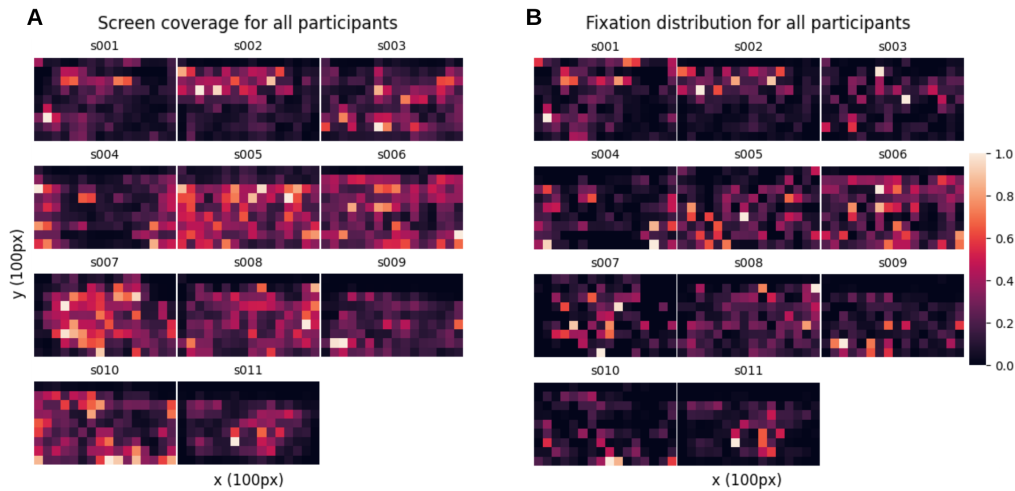 A
Screen coverage for all participants
s001 s002 s003
s004 s005 s006
s007 s008 s009
s010 s011
y (100px)
x (100px)
B
Fixation distribution for all participants
s001 s002 s003
s004 s005 s006
s007 s008 s009
s010 s011
x (100px)
1.0
0.8
0.6
0.4
0.2
0.0